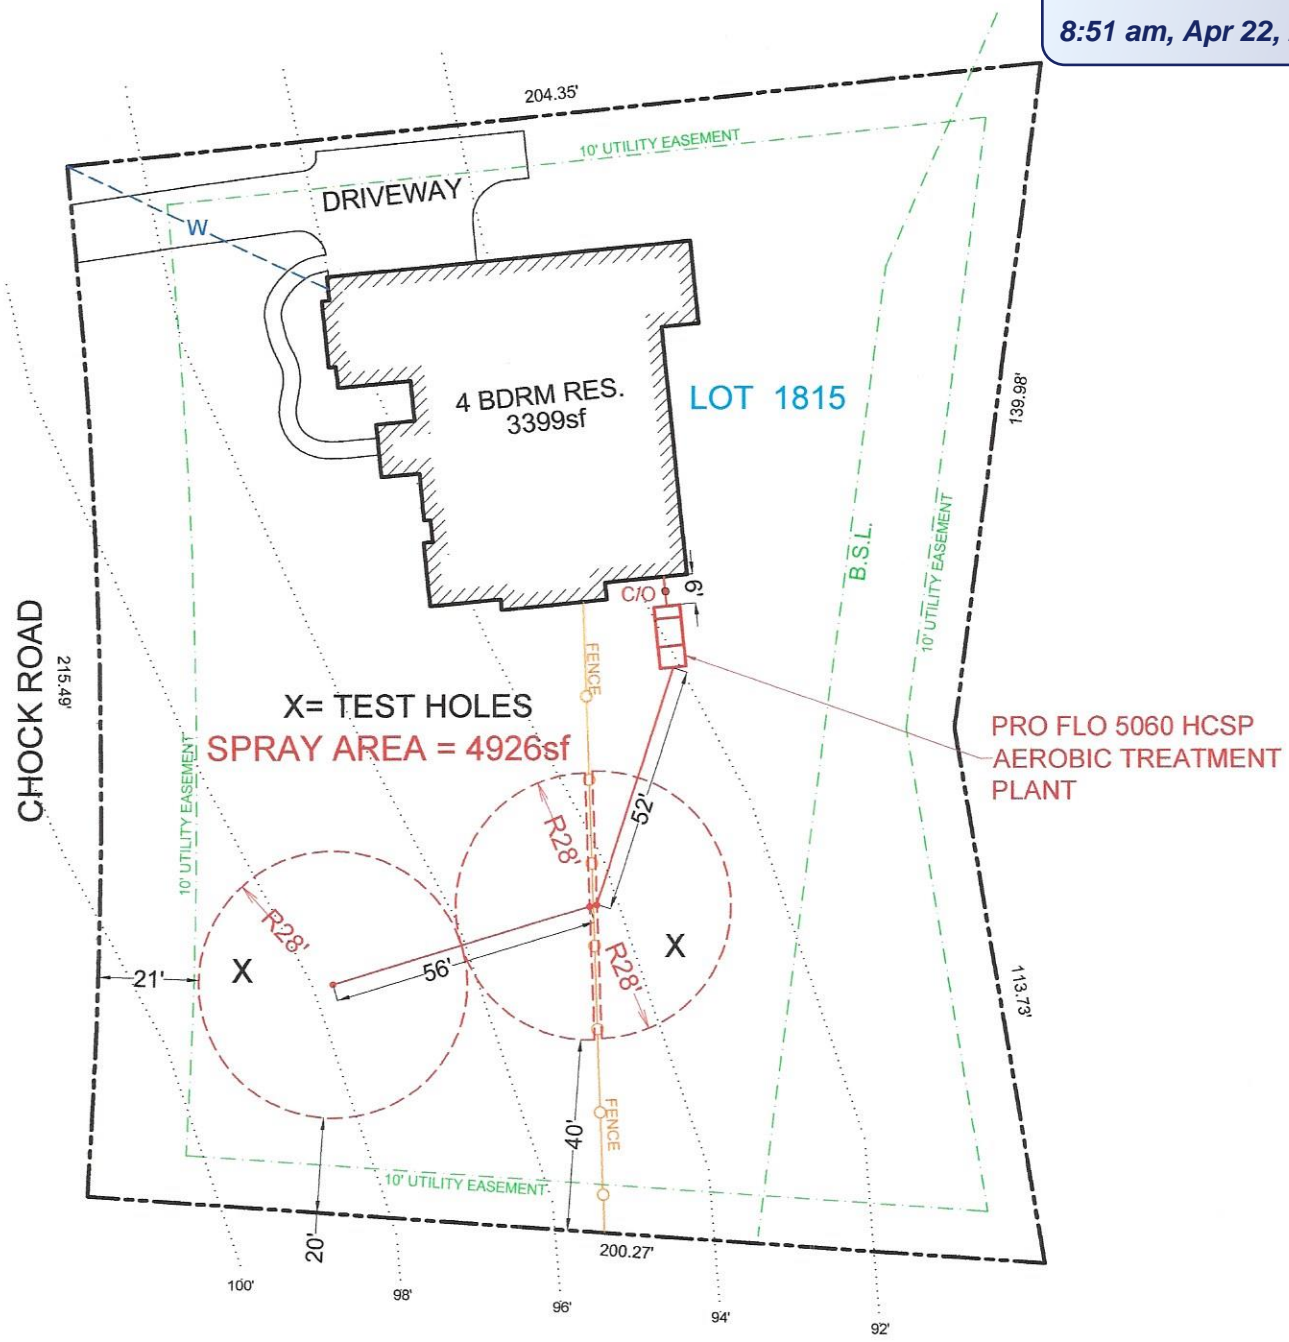 8:51 am, Apr 22,
204.35'
10' UTILITY EASEMENT
DRIVEWAY
W
4 BDRM RES.
3399sf
LOT 1815
139.98'
B.S.L.
10' UTILITY EASEMENT
C/O
6'
CHOCK ROAD
215.49'
FENCE
X= TEST HOLES
SPRAY AREA = 4926sf
10' UTILITY EASEMENT
PRO FLO 5060 HCSP
AEROBIC TREATMENT
PLANT
52'
R28'
R28'
X
56'
R28'
X
21'
113.73'
FENCE
40'
10' UTILITY EASEMENT
20'
200.27'
100'
98'
96'
94'
92'